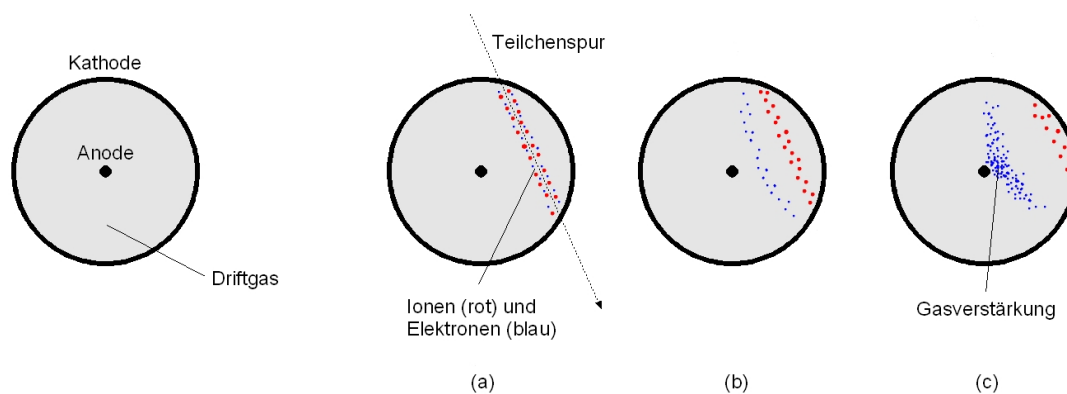 Kathode
Anode
Driftgas
Teilchenspur
Ionen (rot) und
Elektronen (blau)
Gasverstärkung
(a)
(b)
(c)